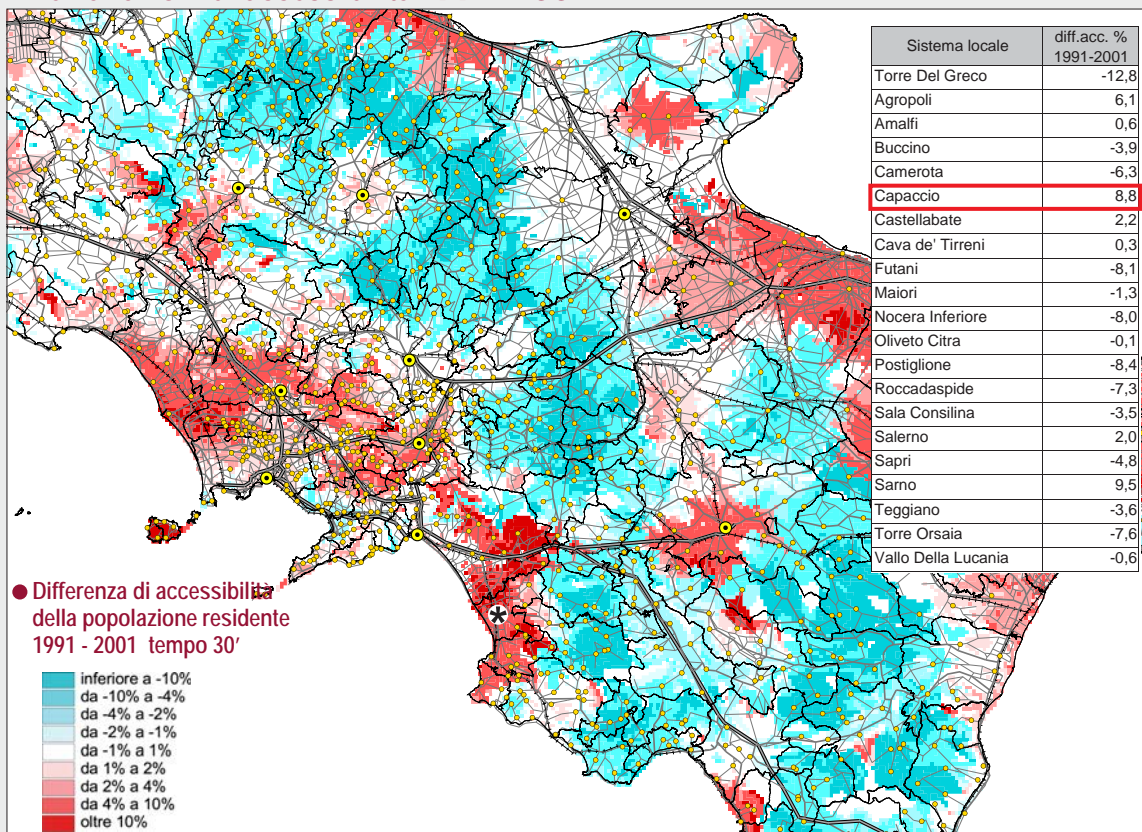 Sistema locale diff.acc. % 1991-2001
Torre Del Greco -12,8
Agropoli 6,1
Amalfi 0,6
Buccino -3,9
Camerota -6,3
Capaccio 8,8
Castellabate 2,2
Cava de' Tirreni 0,3
Futani -8,1
Maiori -1,3
Nocera Inferiore -8,0
Oliveto Citra -0,1
Postiglione -8,4
Roccadaspide -7,3
Sala Consilina -3,5
Salerno 2,0
Sapri -4,8
Sarno 9,5
Teggiano -3,6
Torre Orsaia -7,6
Vallo Della Lucania -0,6
● Differenza di accessibilità
della popolazione residente
1991 - 2001 tempo 30'
inferiore a -10%
da -10% a -4%
da -4% a -2%
da -2% a -1%
da -1% a 1%
da 1% a 2%
da 2% a 4%
da 4% a 10%
oltre 10%